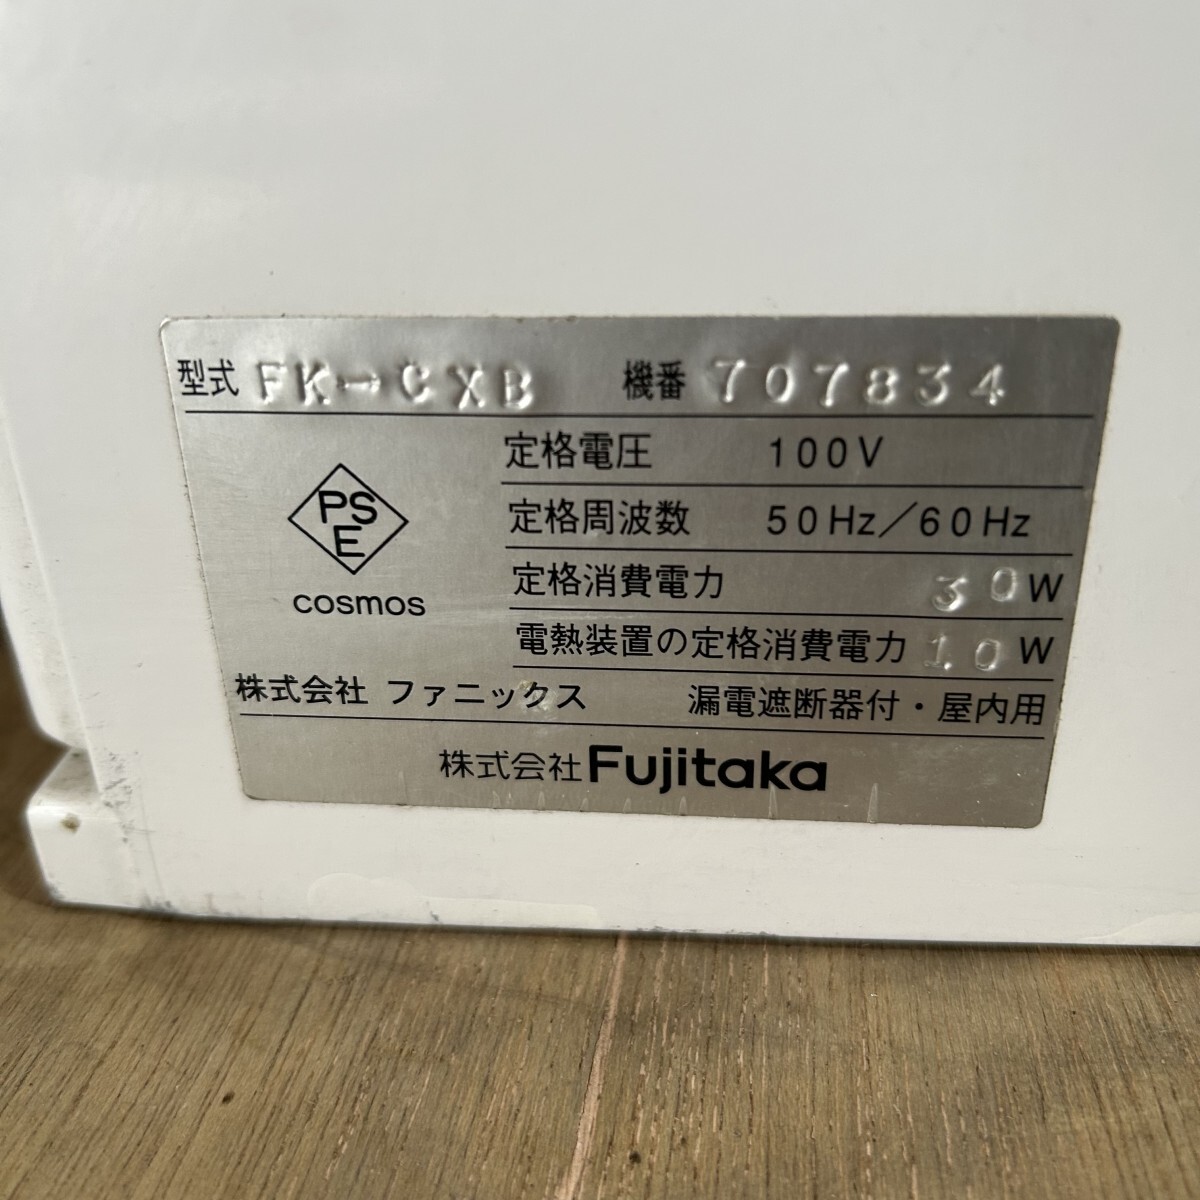 型式 FK-CXB 機番 707834
定格電圧 100V
定格周波数 50Hz/60Hz
PS
E
定格消費電力 30W
cosmos
電熱装置の定格消費電力 10W
株式会社 ファニックス 漏電遮断器付・屋内用
株式会社Fujitaka